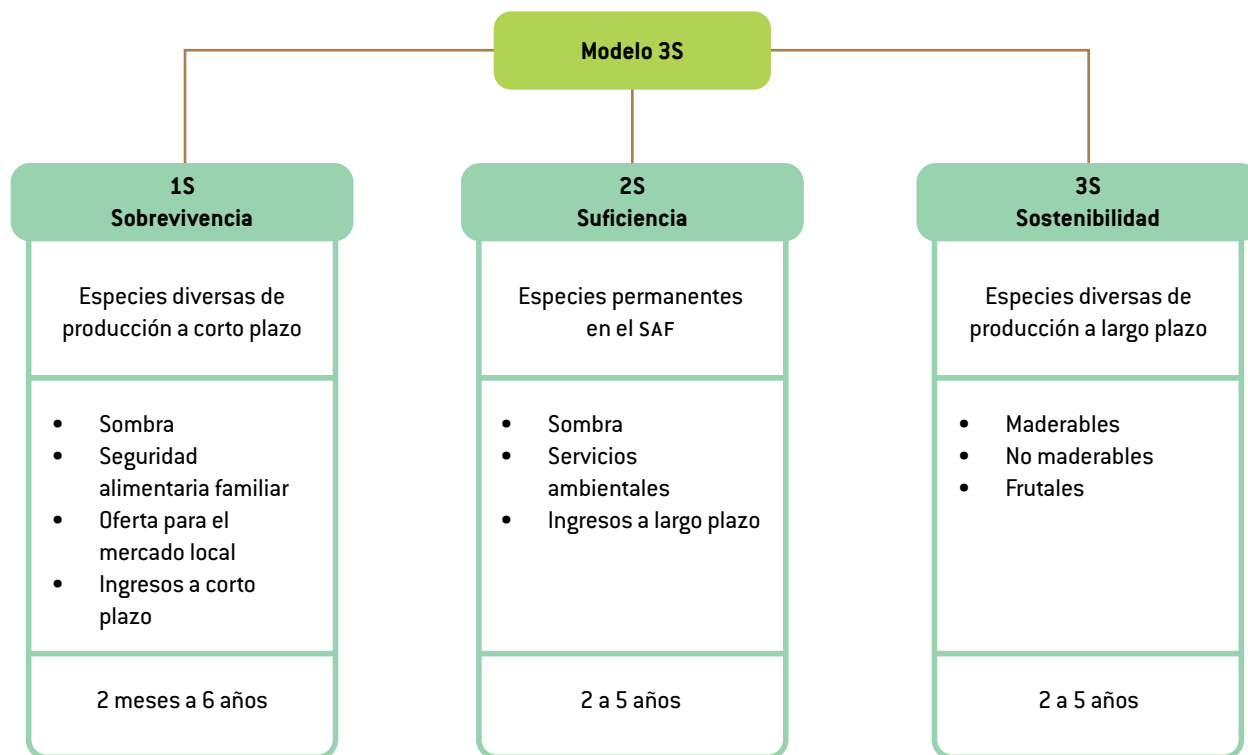 Modelo 3S
1S
Sobrevivencia
Especies diversas de
producción a corto plazo
• Sombra
• Seguridad
alimentaria familiar
• Oferta para el
mercado local
• Ingresos a corto
plazo
2 meses a 6 años
2S
Suficiencia
Especies permanentes
en el SAF
• Sombra
• Servicios
ambientales
• Ingresos a largo plazo
2 a 5 años
3S
Sostenibilidad
Especies diversas de
producción a largo plazo
• Maderables
• No maderables
• Frutales
2 a 5 años